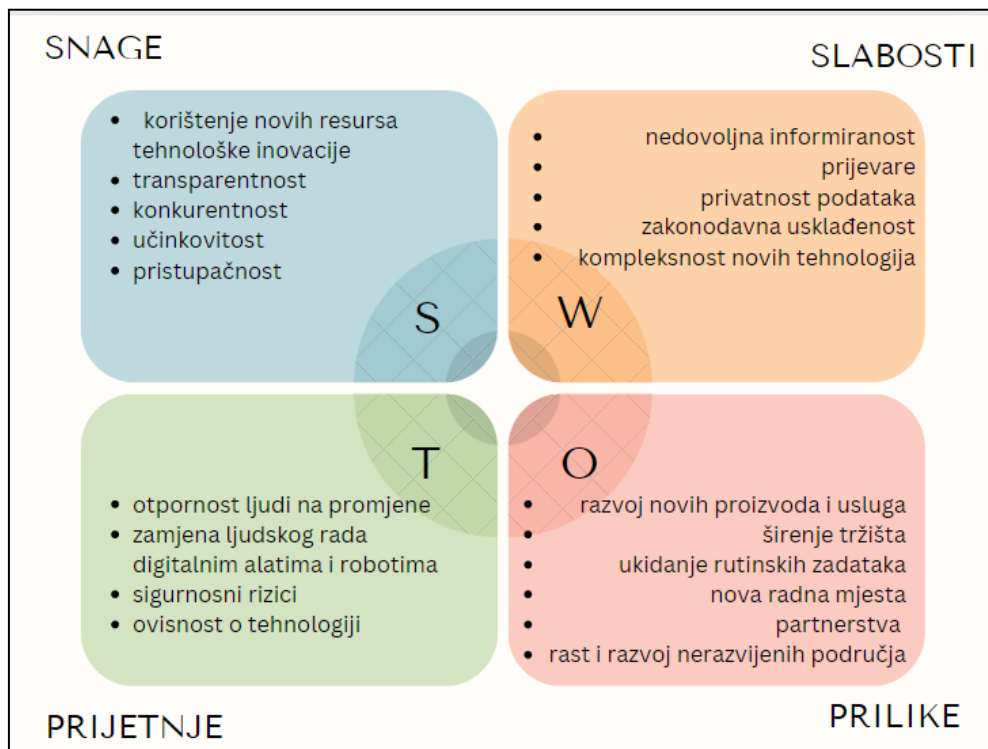 SNAGE
• korištenje novih resursa
tehnološke inovacije
• transparentnost
• konkurentnost
• učinkovitost
• pristupačnost
S
SLABOSTI
• nedovoljna informiranost
• prijevare
• privatnost podataka
• zakonodavna usklađenost
• kompleksnost novih tehnologija
W
T
• otpornost ljudi na promjene
• zamjena ljudskog rada
digitalnim alatima i robotima
• sigurnosni rizici
• ovisnost o tehnologiji
PRIJETNJE
O
• razvoj novih proizvoda i usluga
• širenje tržišta
• ukidanje rutinskih zadataka
• nova radna mjesta
• partnerstva
• rast i razvoj nerazvijenih područja
PRILIKE